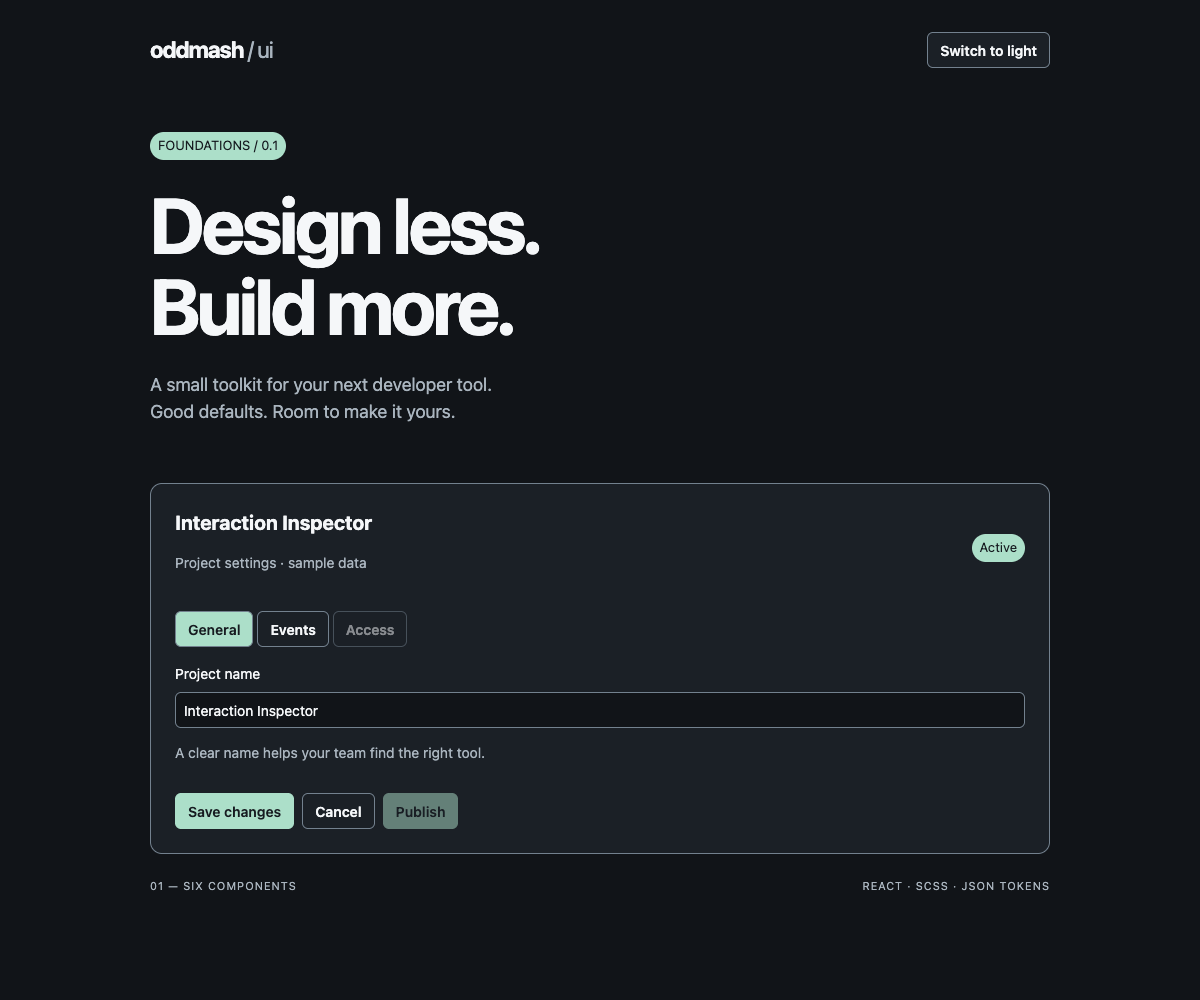 oddmash / ui
Switch to light
FOUNDATIONS / 0.1
Design less.
Build more.
A small toolkit for your next developer tool.
Good defaults. Room to make it yours.
Interaction Inspector
Project settings · sample data
Active
General Events Access
Project name
Interaction Inspector
A clear name helps your team find the right tool.
Save changes Cancel Publish
01 — SIX COMPONENTS
REACT · SCSS · JSON TOKENS